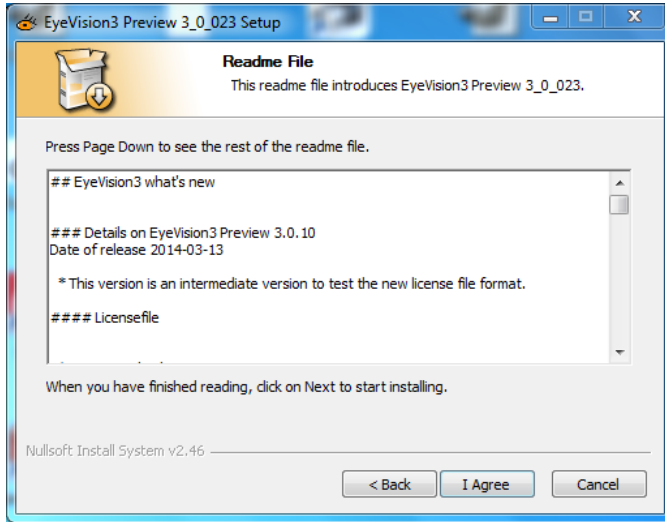 EyeVision3 Preview 3_0_023 Setup
Readme File
This readme file introduces EyeVision3 Preview 3_0_023.
Press Page Down to see the rest of the readme file.
## EyeVision3 what's new
### Details on EyeVision3 Preview 3.0.10
Date of release 2014-03-13
* This version is an intermediate version to test the new license file format.
#### Licensefile
When you have finished reading, click on Next to start installing.
Nullsoft Install System v2.46
< Back I Agree Cancel